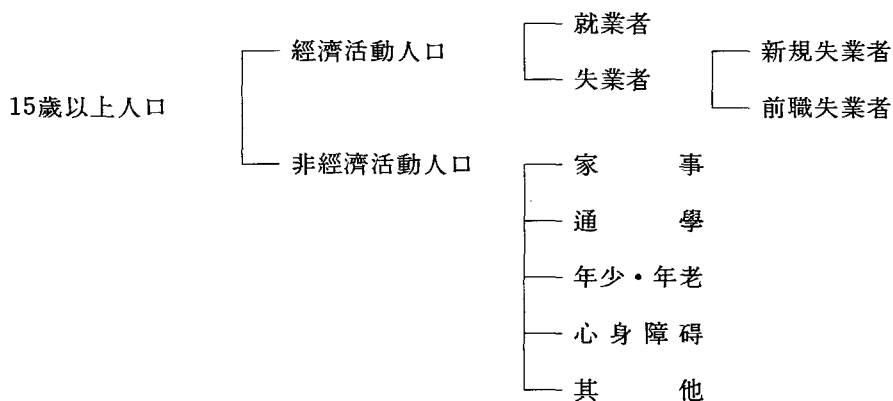 就業者
經濟活動人口
新規失業者
失業者
15歲以上人口
前職失業者
非經濟活動人口
家事
通學
年少・年老
心身障碍
其他